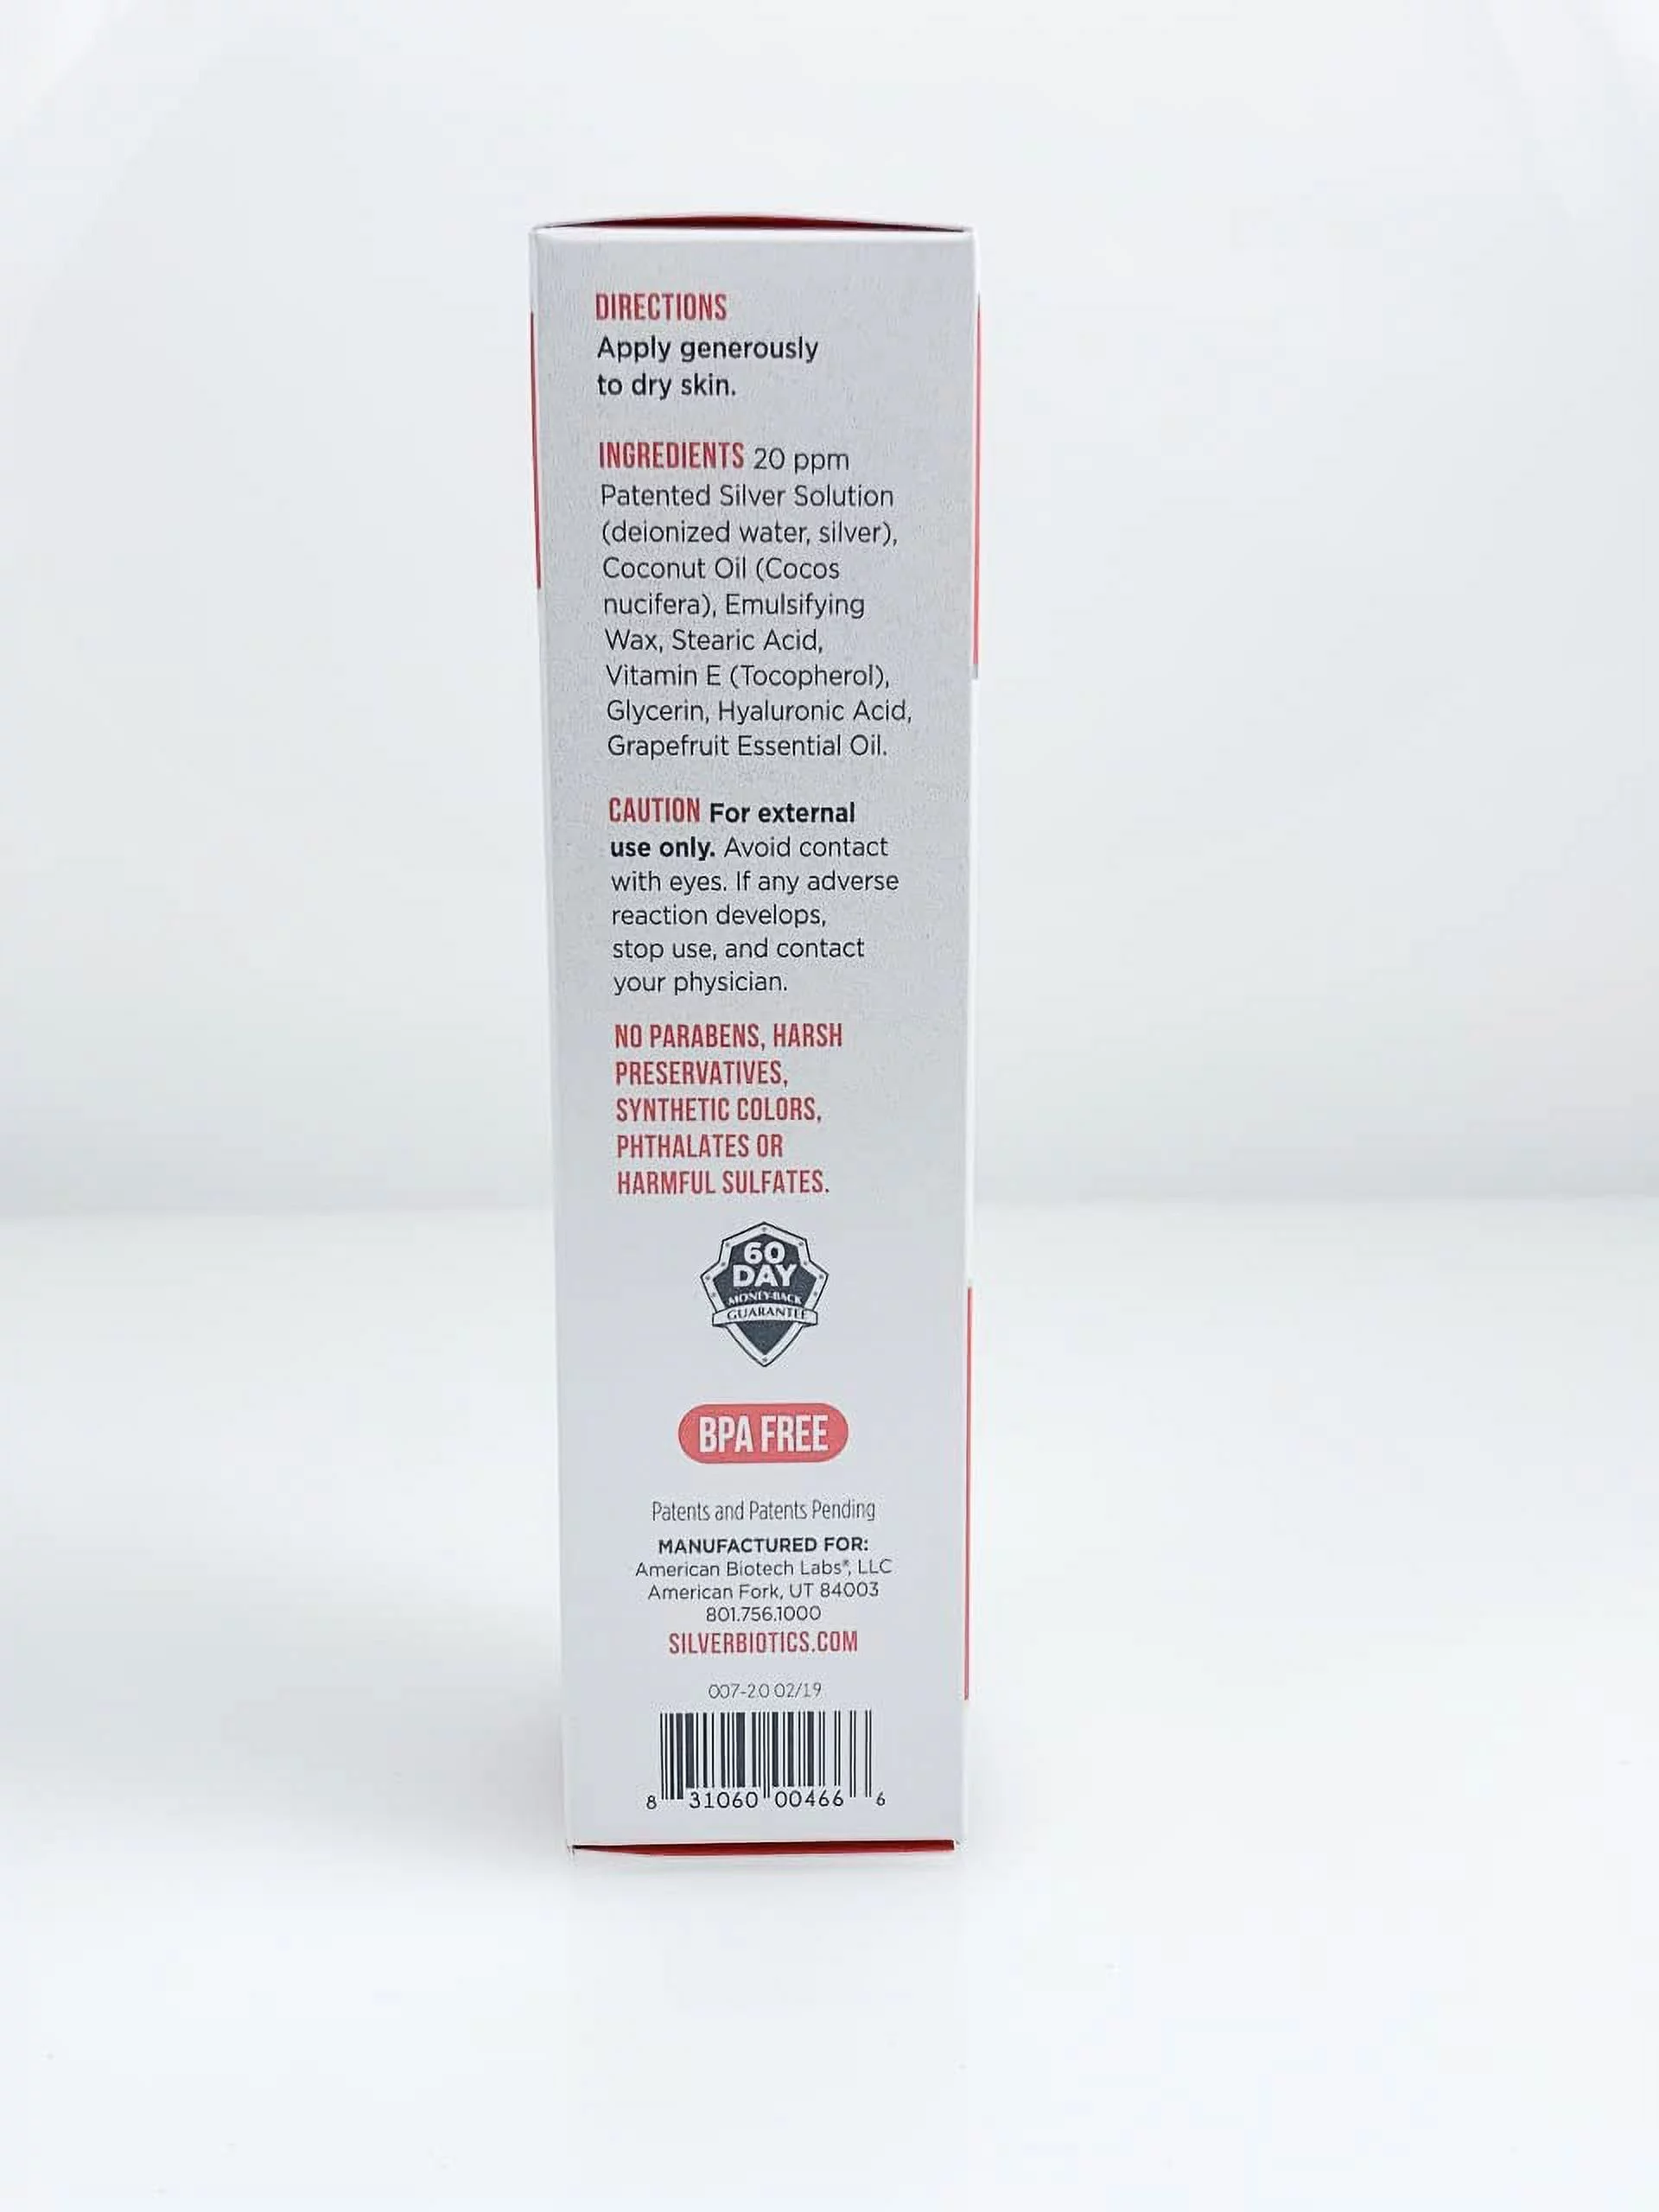 DIRECTIONS
Apply generously
to dry skin.
INGREDIENTS 20 ppm
Patented Silver Solution
(deionized water, silver),
Coconut Oil (Cocos
nucifera), Emulsifying
Wax, Stearic Acid,
Vitamin E (Tocopherol),
Glycerin, Hyaluronic Acid,
Grapefruit Essential Oil.
CAUTION For external
use only. Avoid contact
with eyes. If any adverse
reaction develops,
stop use, and contact
your physician.
NO PARABENS, HARSH
PRESERVATIVES,
SYNTHETIC COLORS,
PHTHALATES OR
HARMFUL SULFATES.
60
DAY
MONEY-BACK
GUARANTEE
BPA FREE
Patents and Patents Pending
MANUFACTURED FOR:
American Biotech Labs®, LLC
American Fork, UT 84003
801.756.1000
SILVERBIOTICS.COM
007-2.0 02/19
8 31060 00466 6